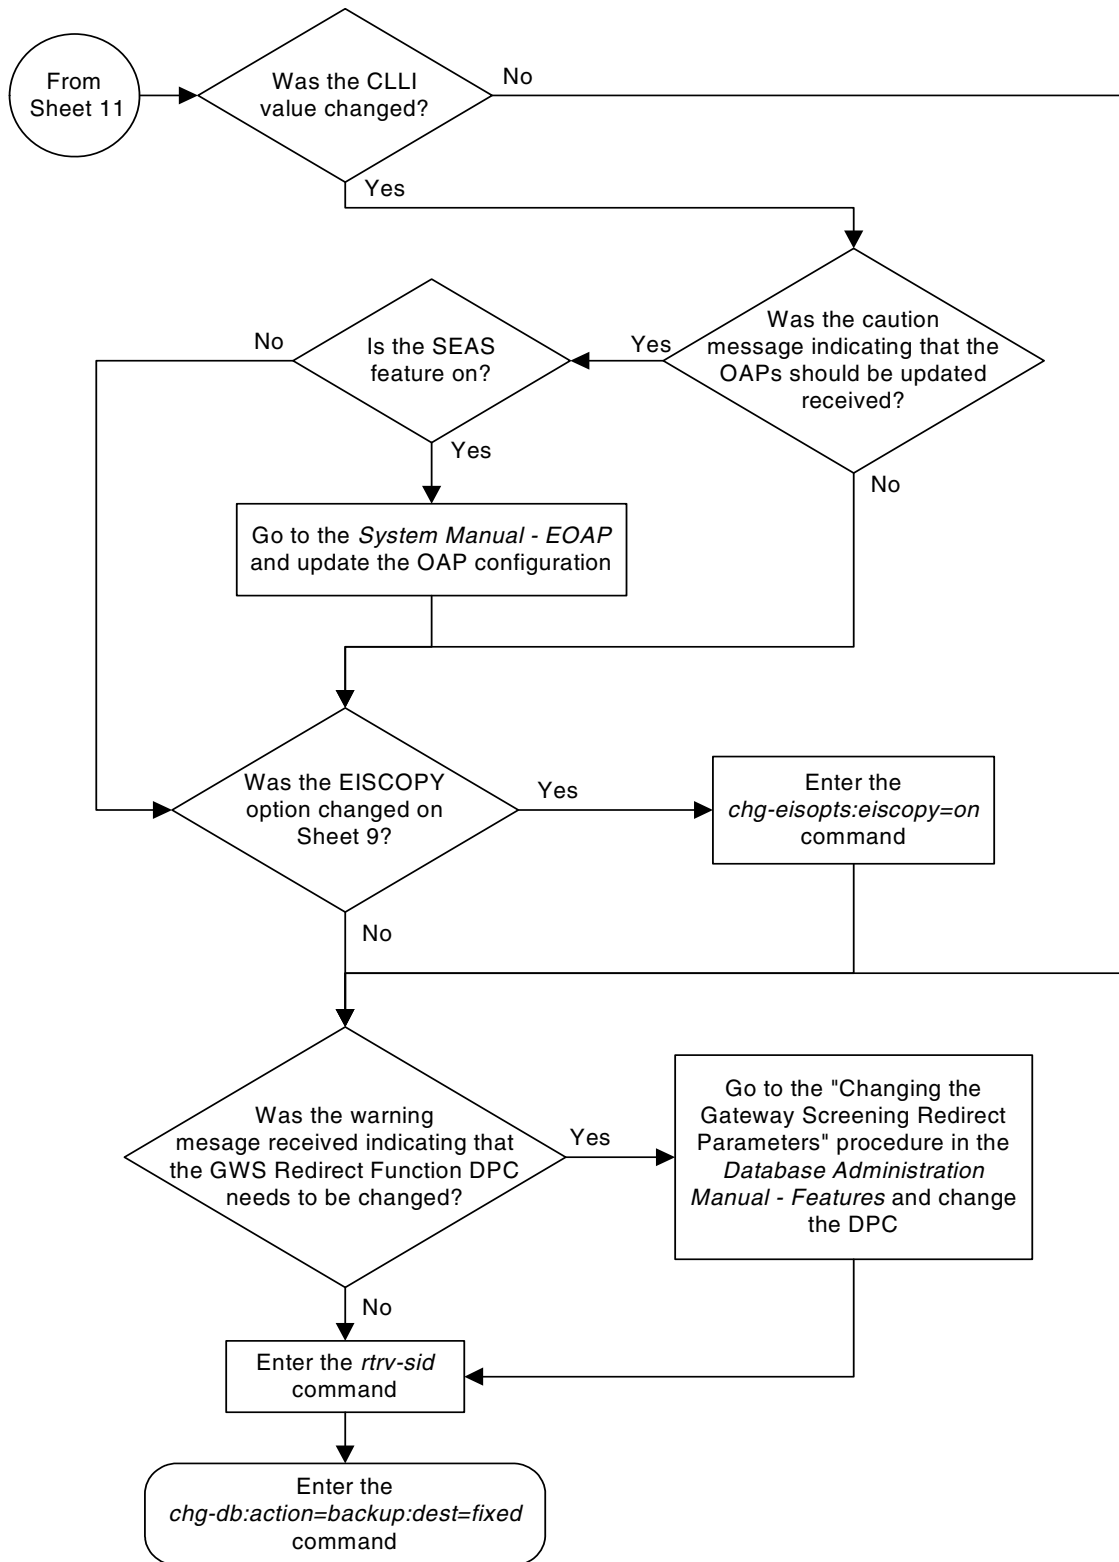 From
Sheet 11
Was the CLLI
value changed?
No
Yes
Was the caution
message indicating that the
OAPs should be updated
received?
Yes
No
Is the SEAS
feature on?
No
Yes
Go to the System Manual - EOAP
and update the OAP configuration
Was the EISCOPY
option changed on
Sheet 9?
Yes
Enter the
chg-eisopts:eiscopy=on
command
No
Was the warning
message received indicating that
the GWS Redirect Function DPC
needs to be changed?
Yes
Go to the "Changing the
Gateway Screening Redirect
Parameters" procedure in the
Database Administration
Manual - Features and change
the DPC
No
Enter the rtrv-sid
command
Enter the
chg-db:action=backup:dest=fixed
command